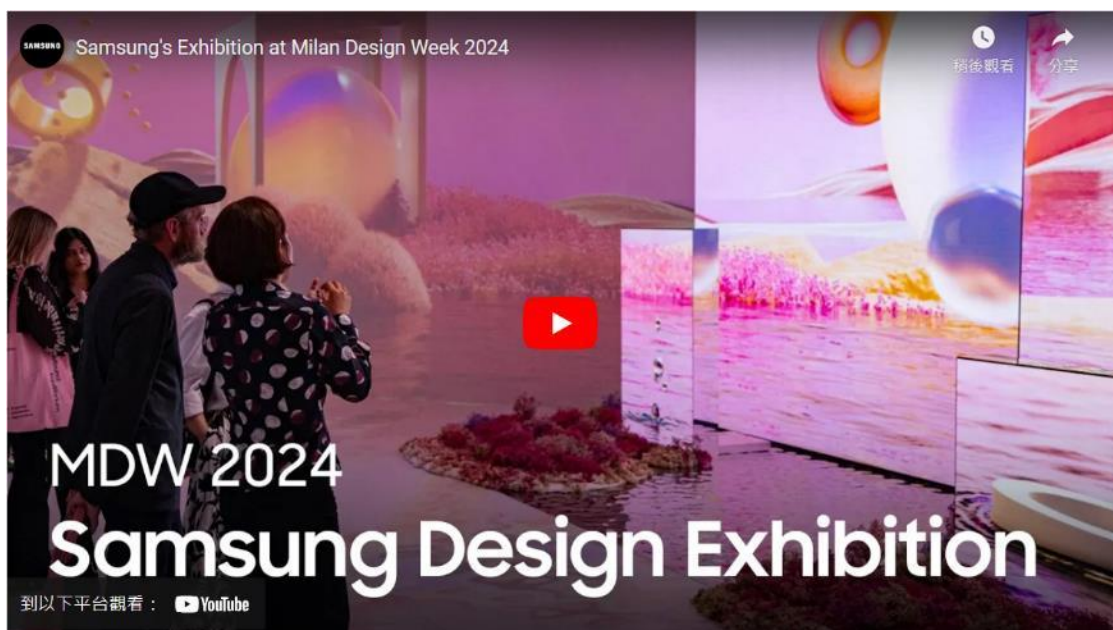 SAMSUNG
Samsung's Exhibition at Milan Design Week 2024
稍後觀看
分享
MDW 2024
Samsung Design Exhibition
到以下平台觀看：
YouTube